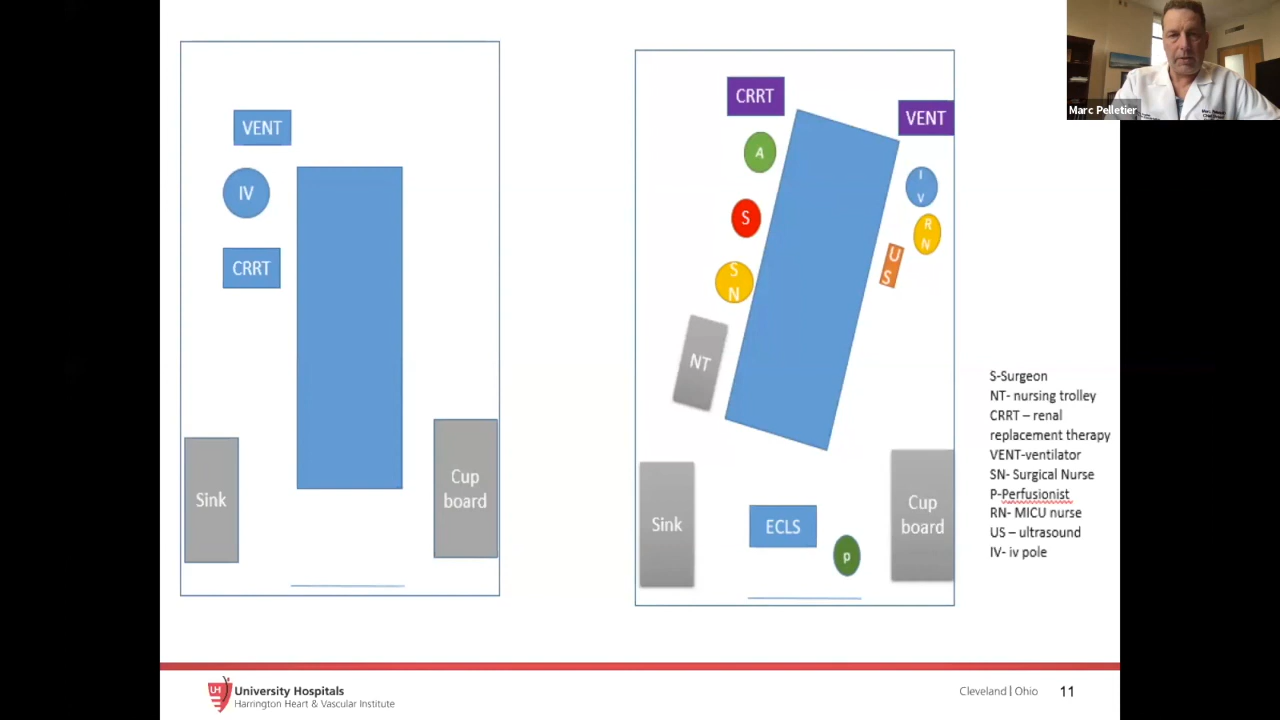 VENT
IV
CRRT
Sink
Cup
board
CRRT
VENT
A
I
V
S
R
N
U
S
S
N
NT
Sink
ECLS
Cup
board
p
S-Surgeon
NT- nursing trolley
CRRT – renal
replacement therapy
VENT-ventilator
SN- Surgical Nurse
P-Perfusionist
RN- MICU nurse
US – ultrasound
IV- iv pole
Marc Pelletier
UH
University Hospitals
Harrington Heart & Vascular Institute
Cleveland | Ohio 11